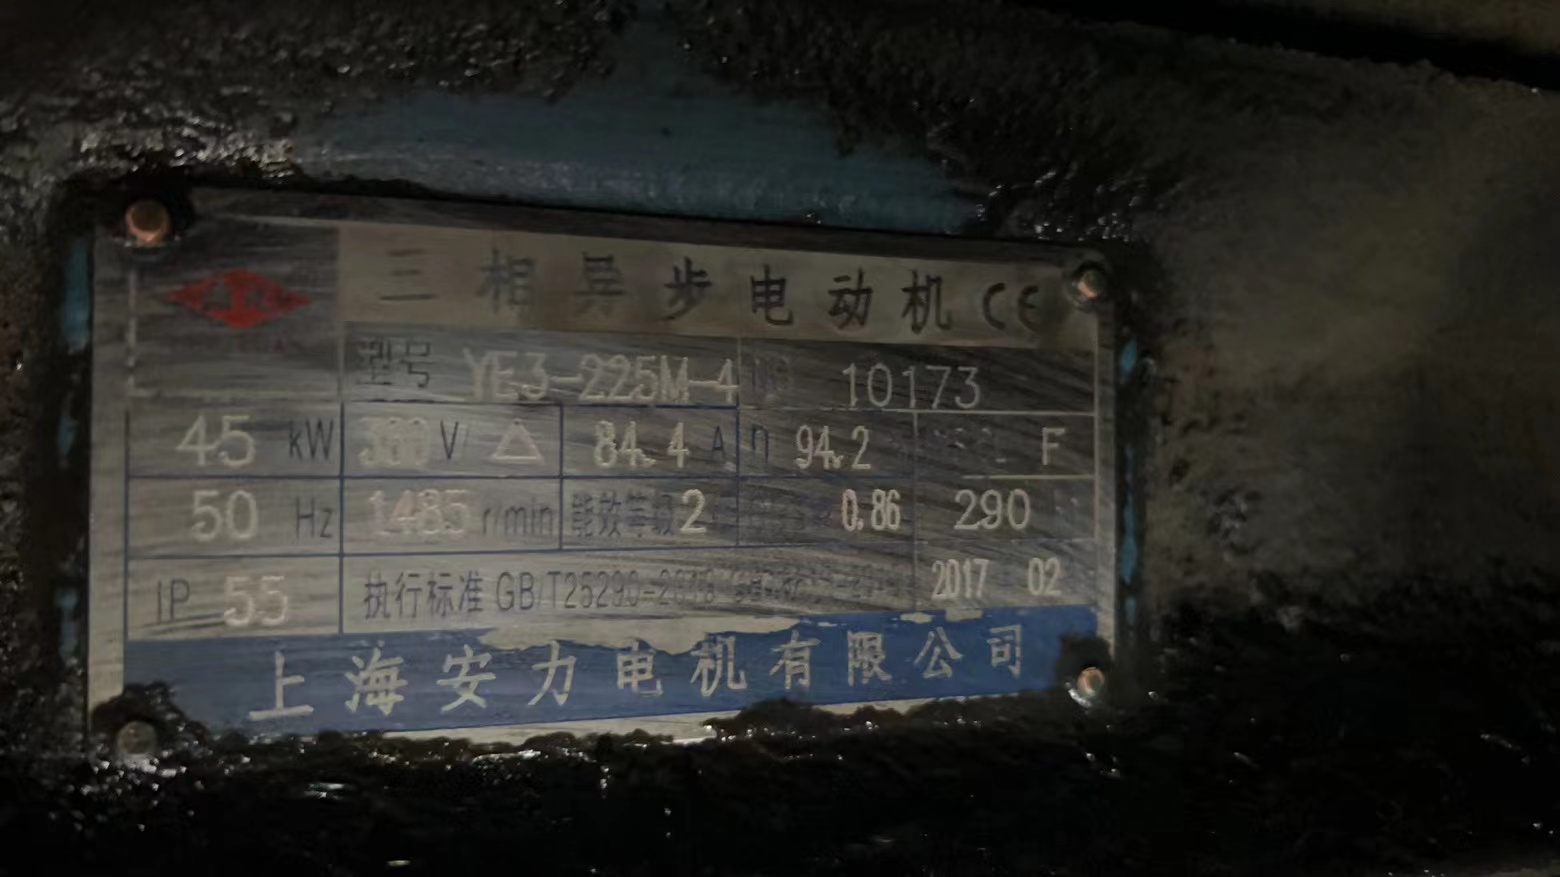 三相异步电动机 CE
型号 YE3-225M-4 10173
45 kW 380 V △ 84.4 A η 94.2 F
50 Hz 1485 r/min 能效等级 2 0.86 290
IP 55 执行标准 GB/T25290- 2017 02
上海安力电机有限公司